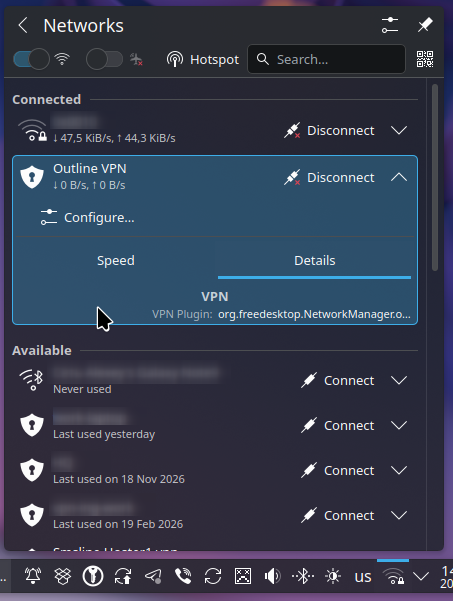 Networks
Hotspot
Search...
Connected
Disconnect
↓ 47,5 KiB/s, ↑ 44,3 KiB/s
Outline VPN
Disconnect
↓ 0 B/s, ↑ 0 B/s
Configure...
Speed
Details
VPN
VPN Plugin: org.freedesktop.NetworkManager.o...
Available
Connect
Never used
Connect
Last used yesterday
Connect
Last used on 18 Nov 2026
Connect
Last used on 19 Feb 2026
us